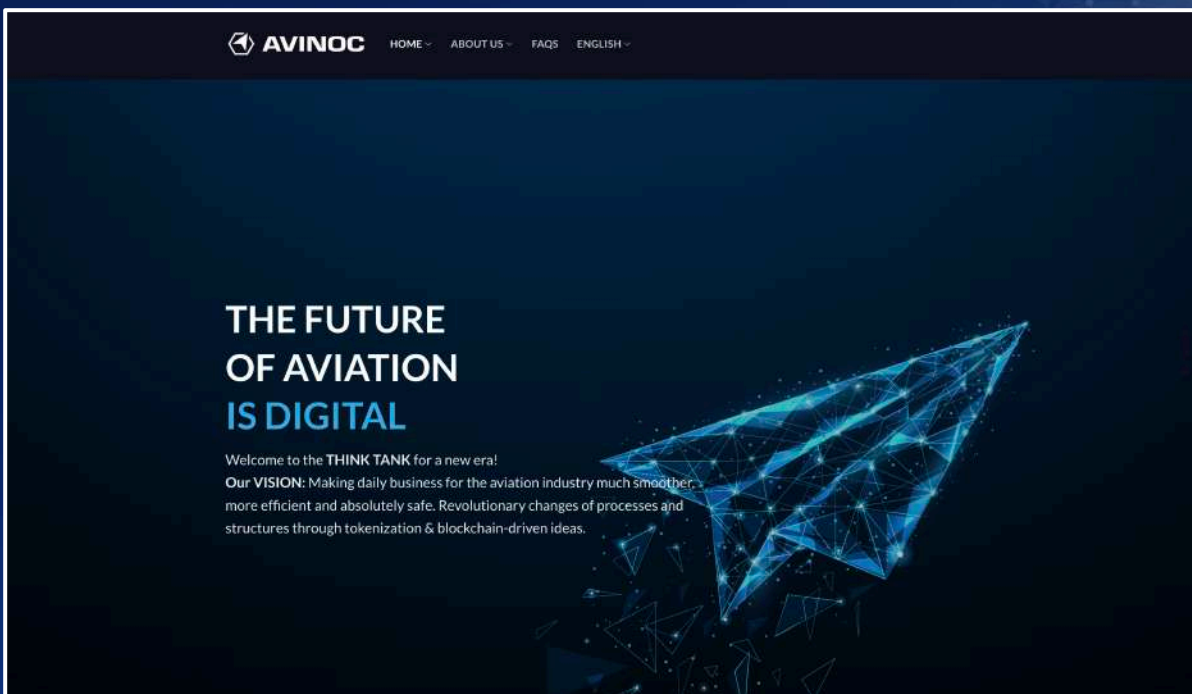 AVINOC HOME ABOUT US FAQS ENGLISH
THE FUTURE
OF AVIATION
IS DIGITAL
Welcome to the THINK TANK for a new era!
Our VISION: Making daily business for the aviation industry much smoother,
more efficient and absolutely safe. Revolutionary changes of processes and
structures through tokenization & blockchain-driven ideas.